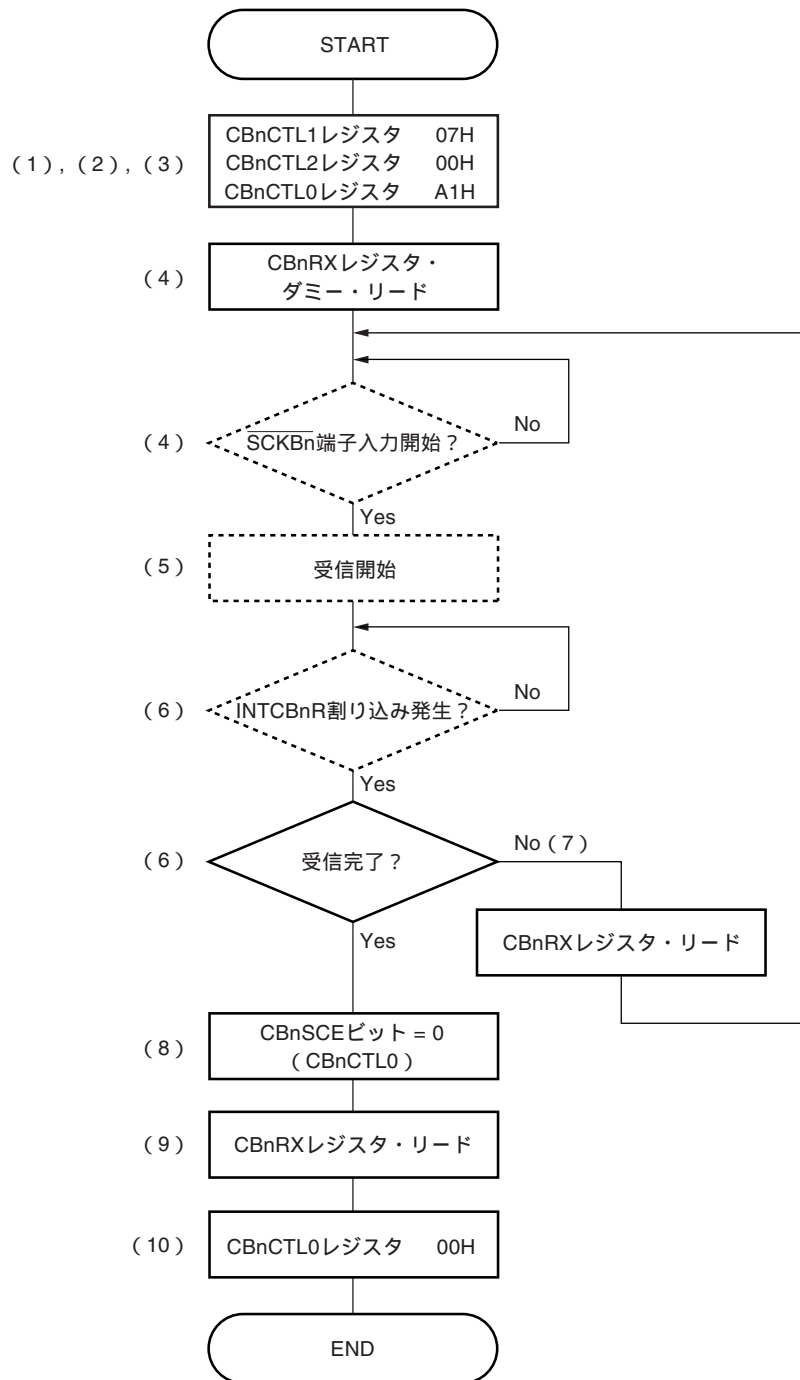 START
(1), (2), (3)
CBnCTL1レジスタ 07H
CBnCTL2レジスタ 00H
CBnCTL0レジスタ A1H
(4)
CBnRXレジスタ・
ダミー・リード
(4)
SCKBn端子入力開始？
No
Yes
(5)
受信開始
(6)
INTCBnR割り込み発生？
No
Yes
(6)
受信完了？
No (7)
Yes
CBnRXレジスタ・リード
(8)
CBnSCEビット = 0
(CBnCTL0)
(9)
CBnRXレジスタ・リード
(10)
CBnCTL0レジスタ 00H
END